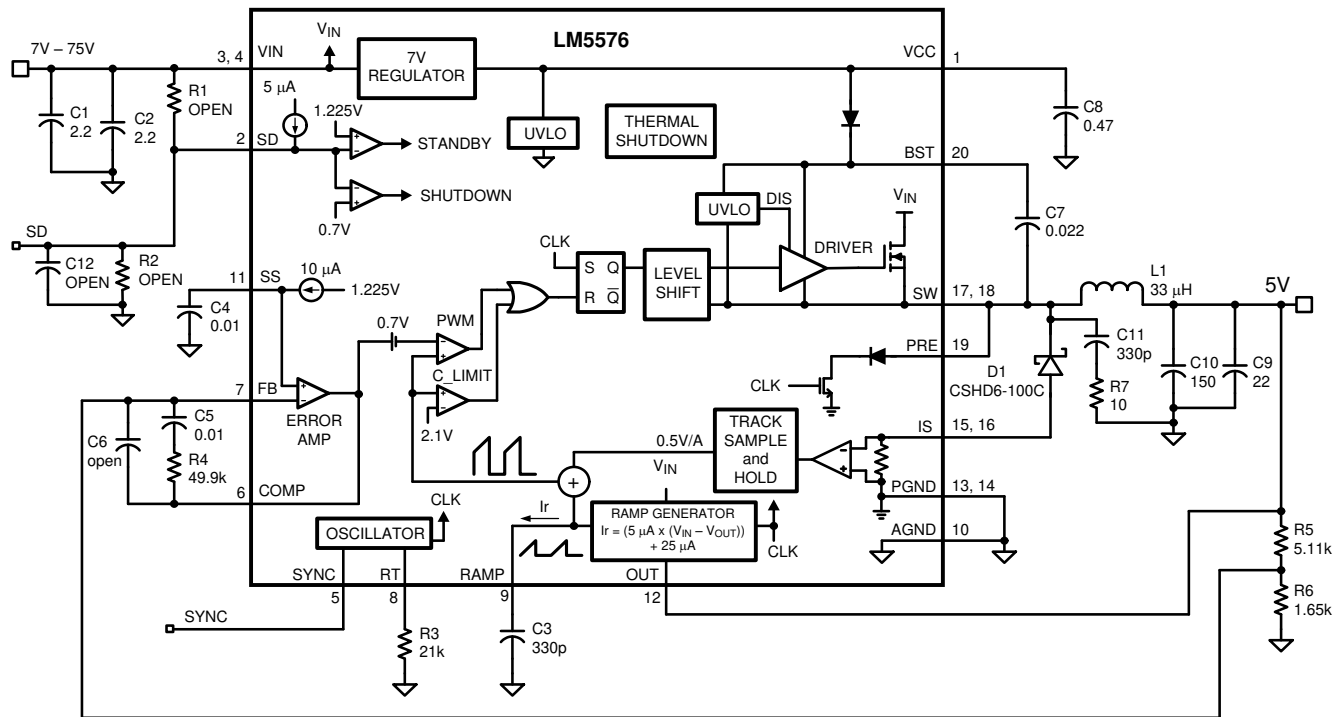 LM5576
7V – 75V
3, 4
VIN
VIN
7V
REGULATOR
VCC
1
R1
OPEN
C1
2.2
C2
2.2
5 µA
1.225V
2
SD
STANDBY
UVLO
THERMAL
SHUTDOWN
C8
0.47
SHUTDOWN
0.7V
BST
20
UVLO
DIS
VIN
C7
0.022
SD
C12
OPEN
R2
OPEN
DRIVER
CLK
S Q
R Q
LEVEL
SHIFT
11
SS
10 µA
1.225V
C4
0.01
SW
17, 18
L1
33 µH
5V
0.7V
PWM
PRE
19
C11
330p
C10
150
C9
22
C_LIMIT
CLK
D1
CSHD6-100C
R7
10
7
FB
ERROR
AMP
2.1V
C5
0.01
C6
open
R4
49.9k
TRACK
SAMPLE
and
HOLD
0.5V/A
VIN
IS
15, 16
6
COMP
PGND
13, 14
CLK
Ir
RAMP GENERATOR
Ir = (5 µA x (VIN – VOUT))
+ 25 µA
CLK
OSCILLATOR
AGND
10
R5
5.11k
SYNC
RT
RAMP
OUT
5
8
9
12
R6
1.65k
SYNC
R3
21k
C3
330p